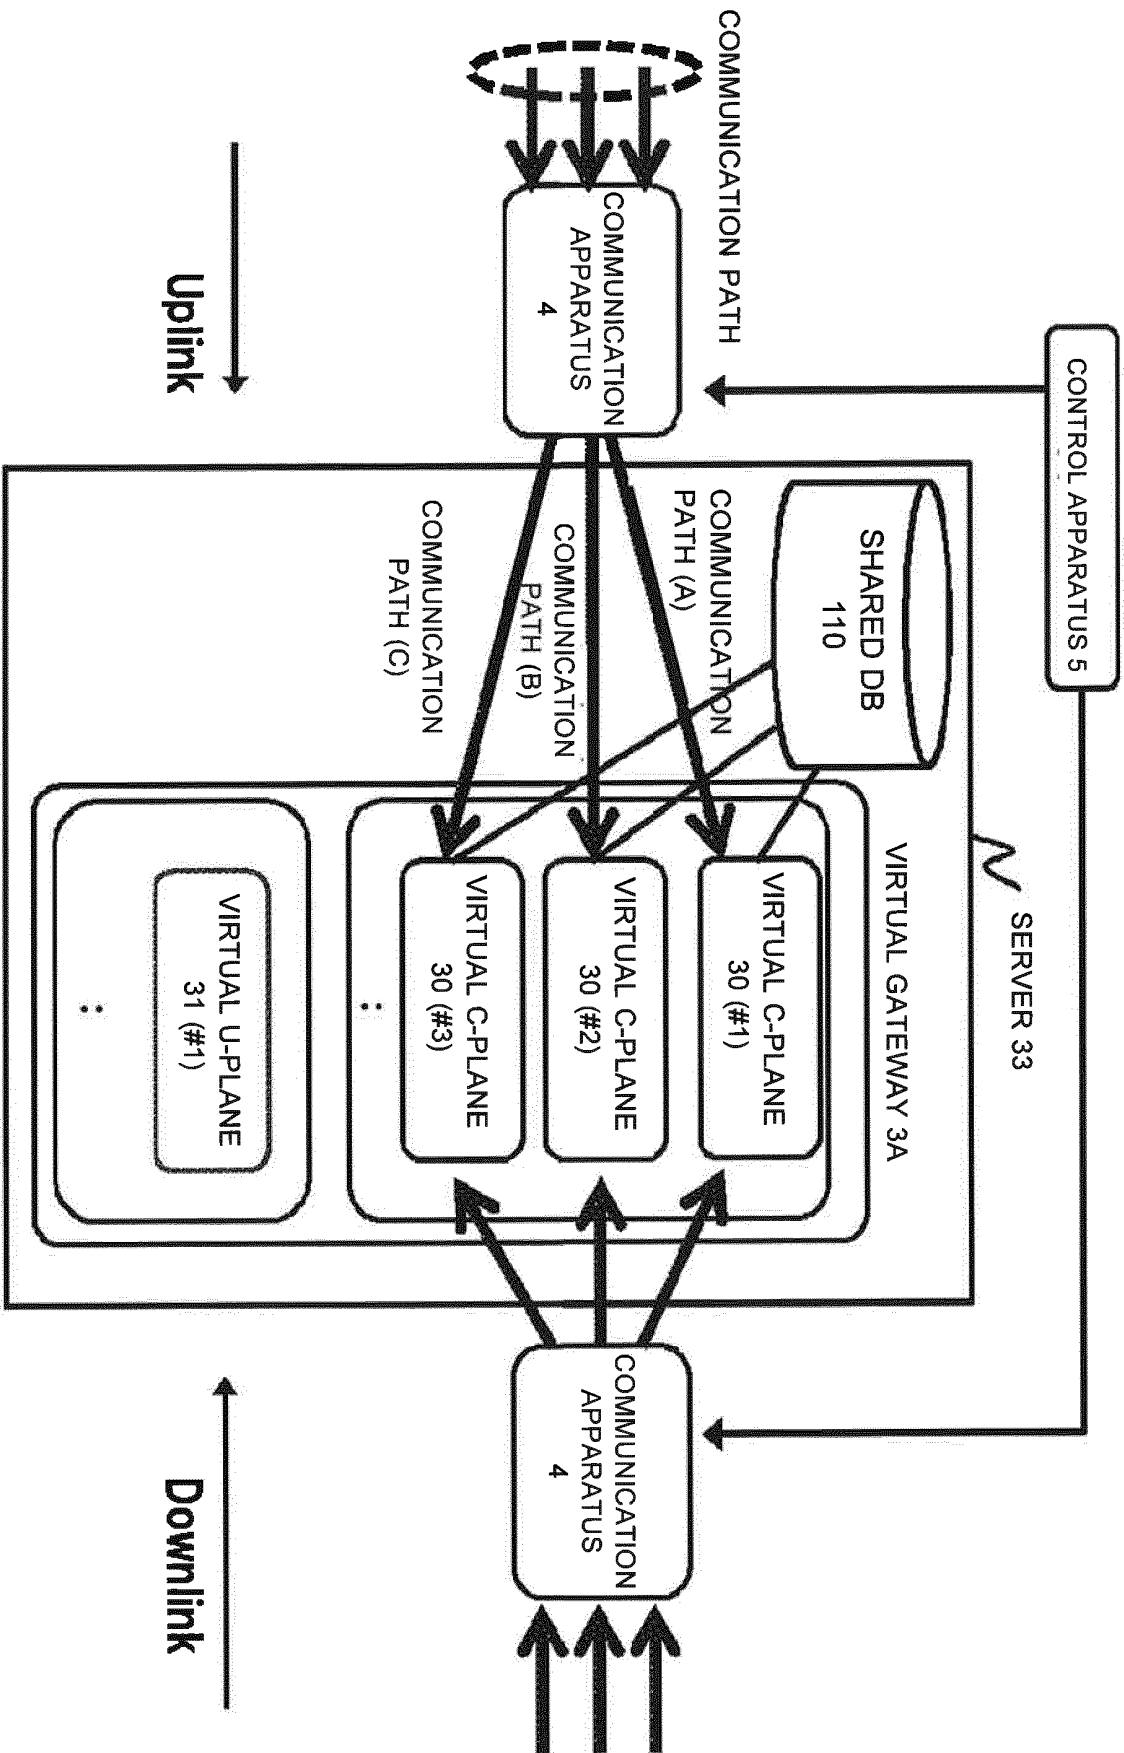 CONTROL APPARATUS 5
COMMUNICATION PATH
COMMUNICATION
APPARATUS
4
SHARED DB
110
COMMUNICATION
PATH (A)
COMMUNICATION
PATH (B)
COMMUNICATION
PATH (C)
SERVER 33
VIRTUAL GATEWAY 3A
VIRTUAL C-PLANE
30 (#1)
VIRTUAL C-PLANE
30 (#2)
VIRTUAL C-PLANE
30 (#3)
VIRTUAL U-PLANE
31 (#1)
COMMUNICATION
APPARATUS
4
Uplink
Downlink